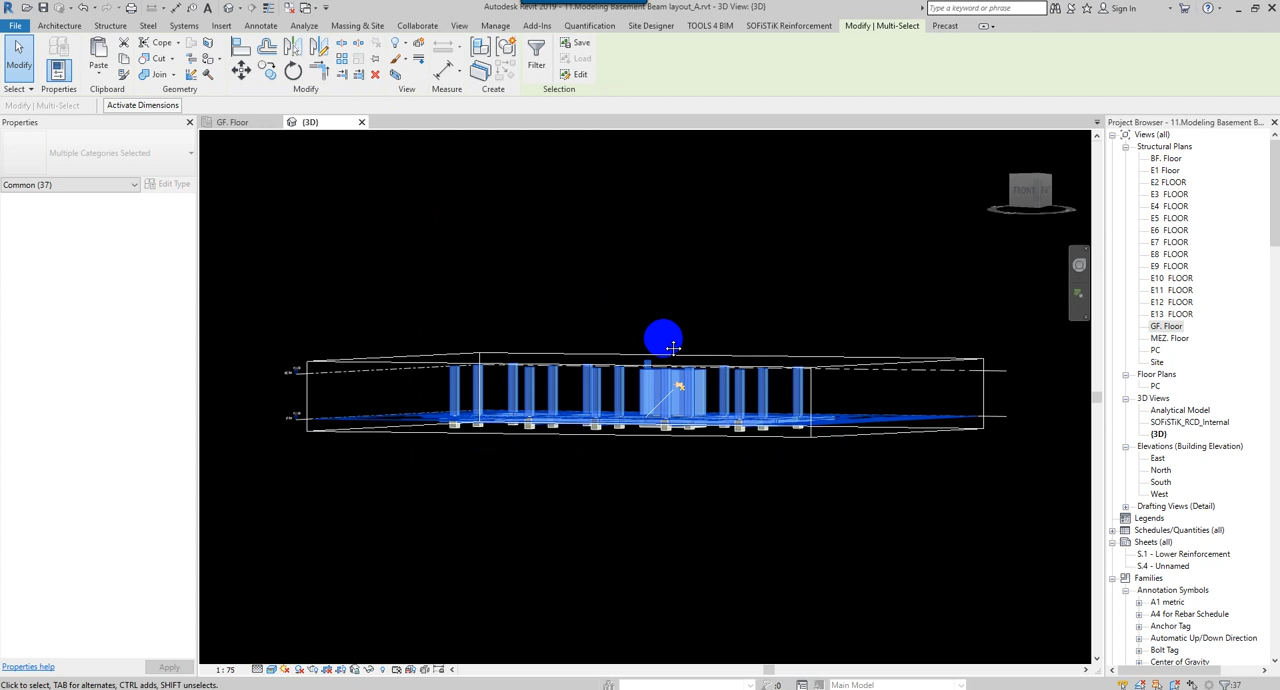 Autodesk Revit 2019 - 11.Modeling Basement Beam layout_A.rvt - 3D View: {3D}
Type a keyword or phrase
Sign In
File Architecture Structure Steel Systems Insert Annotate Analyze Massing & Site Collaborate View Manage Add-Ins Quantification Site Designer TOOLS 4 BIM SOFiSTiK Reinforcement Modify | Multi-Select Precast
Modify Paste Cope Cut Join Filter Save Load Edit
Select Properties Clipboard Geometry Modify View Measure Create Selection
Modify | Multi-Select Activate Dimensions
Properties
GF. Floor
{3D}
Project Browser - 11.Modeling Basement B...
Multiple Categories Selected
Common (37)
Edit Type
FRONT
Views (all)
Structural Plans
BF. Floor
E1 Floor
E2 FLOOR
E3 FLOOR
E4 FLOOR
E5 FLOOR
E6 FLOOR
E7 FLOOR
E8 FLOOR
E9 FLOOR
E10 FLOOR
E11 FLOOR
E12 FLOOR
E13 FLOOR
GF. Floor
MEZ. Floor
PC
Site
Floor Plans
PC
3D Views
Analytical Model
SOFiSTiK_RCD_Internal
{3D}
Elevations (Building Elevation)
East
North
South
West
Drafting Views (Detail)
Legends
Schedules/Quantities (all)
Sheets (all)
S.1 - Lower Reinforcement
S.4 - Unnamed
Families
Annotation Symbols
A1 metric
A4 for Rebar Schedule
Anchor Tag
Automatic Up/Down Direction
Bolt Tag
Center of Gravity
Properties help
Apply
1 : 75
Click to select, TAB for alternates, CTRL adds, SHIFT unselects.
:0
Main Model
:37